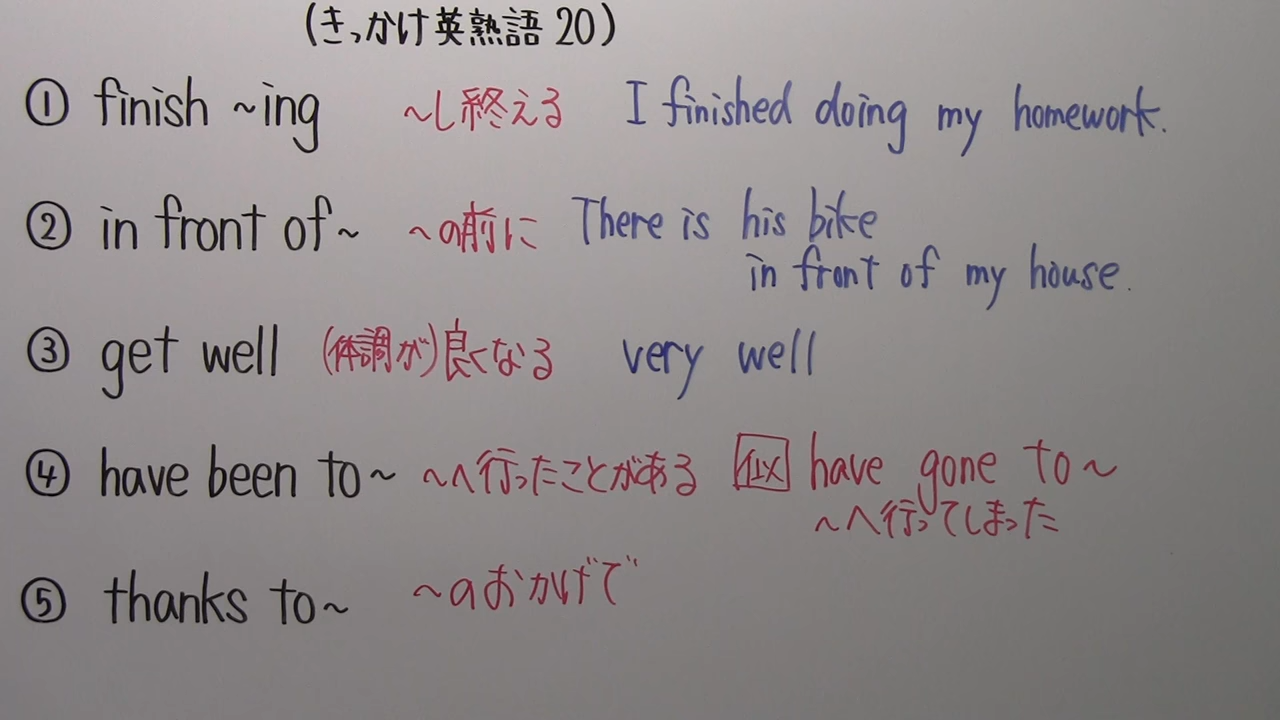 (きっかけ英熟語20)
① finish ~ing ~し終える I finished doing my homework.
② in front of~ ~の前に There is his bike
in front of my house.
③ get well (体調が)良くなる very well
④ have been to~ ~へ行ったことがある 似 have gone to~
~へ行ってしまった
⑤ thanks to~ ~のおかげで